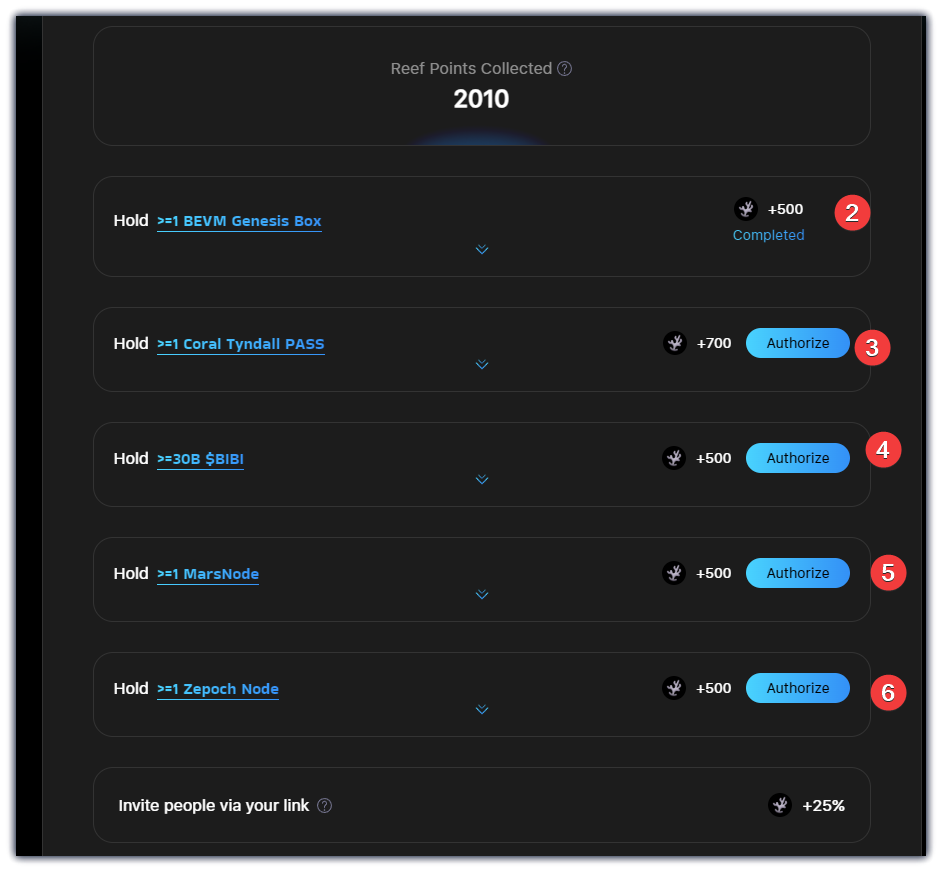 Reef Points Collected ?
2010
Hold >=1 BEVM Genesis Box
+500
Completed
2
Hold >=1 Coral Tyndall PASS
+700 Authorize
3
Hold >=30B $BIBI
+500 Authorize
4
Hold >=1 MarsNode
+500 Authorize
5
Hold >=1 Zepoch Node
+500 Authorize
6
Invite people via your link ?
+25%